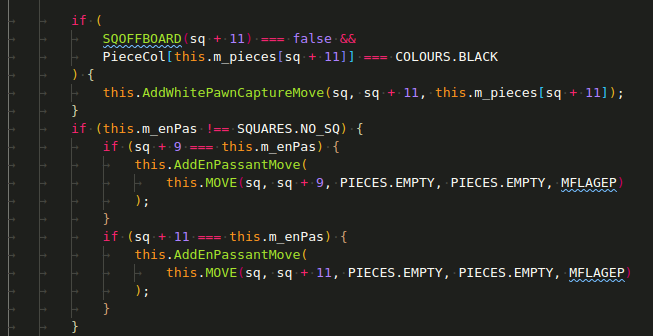 if (
SQOFFBOARD(sq + 11) === false &&
PieceCol[this.m_pieces[sq + 11]] === COLOURS.BLACK
) {
this.AddWhitePawnCaptureMove(sq, sq + 11, this.m_pieces[sq + 11]);
}
if (this.m_enPas !== SQUARES.NO_SQ) {
if (sq + 9 === this.m_enPas) {
this.AddEnPassantMove(
this.MOVE(sq, sq + 9, PIECES.EMPTY, PIECES.EMPTY, MFLAGEP)
);
}
if (sq + 11 === this.m_enPas) {
this.AddEnPassantMove(
this.MOVE(sq, sq + 11, PIECES.EMPTY, PIECES.EMPTY, MFLAGEP)
);
}
}